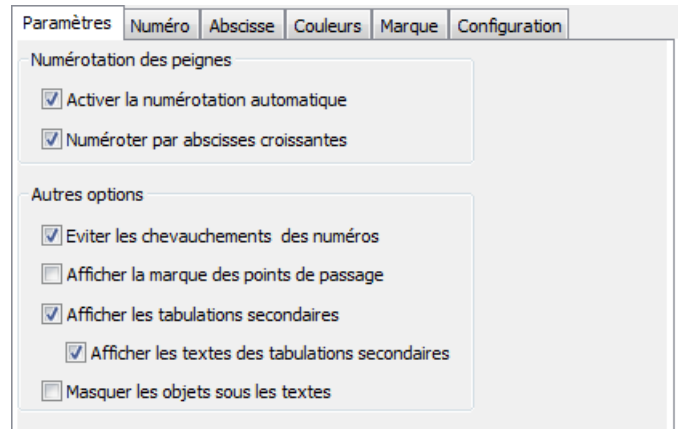 Paramètres Numéro Abscisse Couleurs Marque Configuration
Numérotation des peignes
Activer la numérotation automatique
Numéroter par abscisses croissantes
Autres options
Eviter les chevauchements des numéros
Afficher la marque des points de passage
Afficher les tabulations secondaires
Afficher les textes des tabulations secondaires
Masquer les objets sous les textes